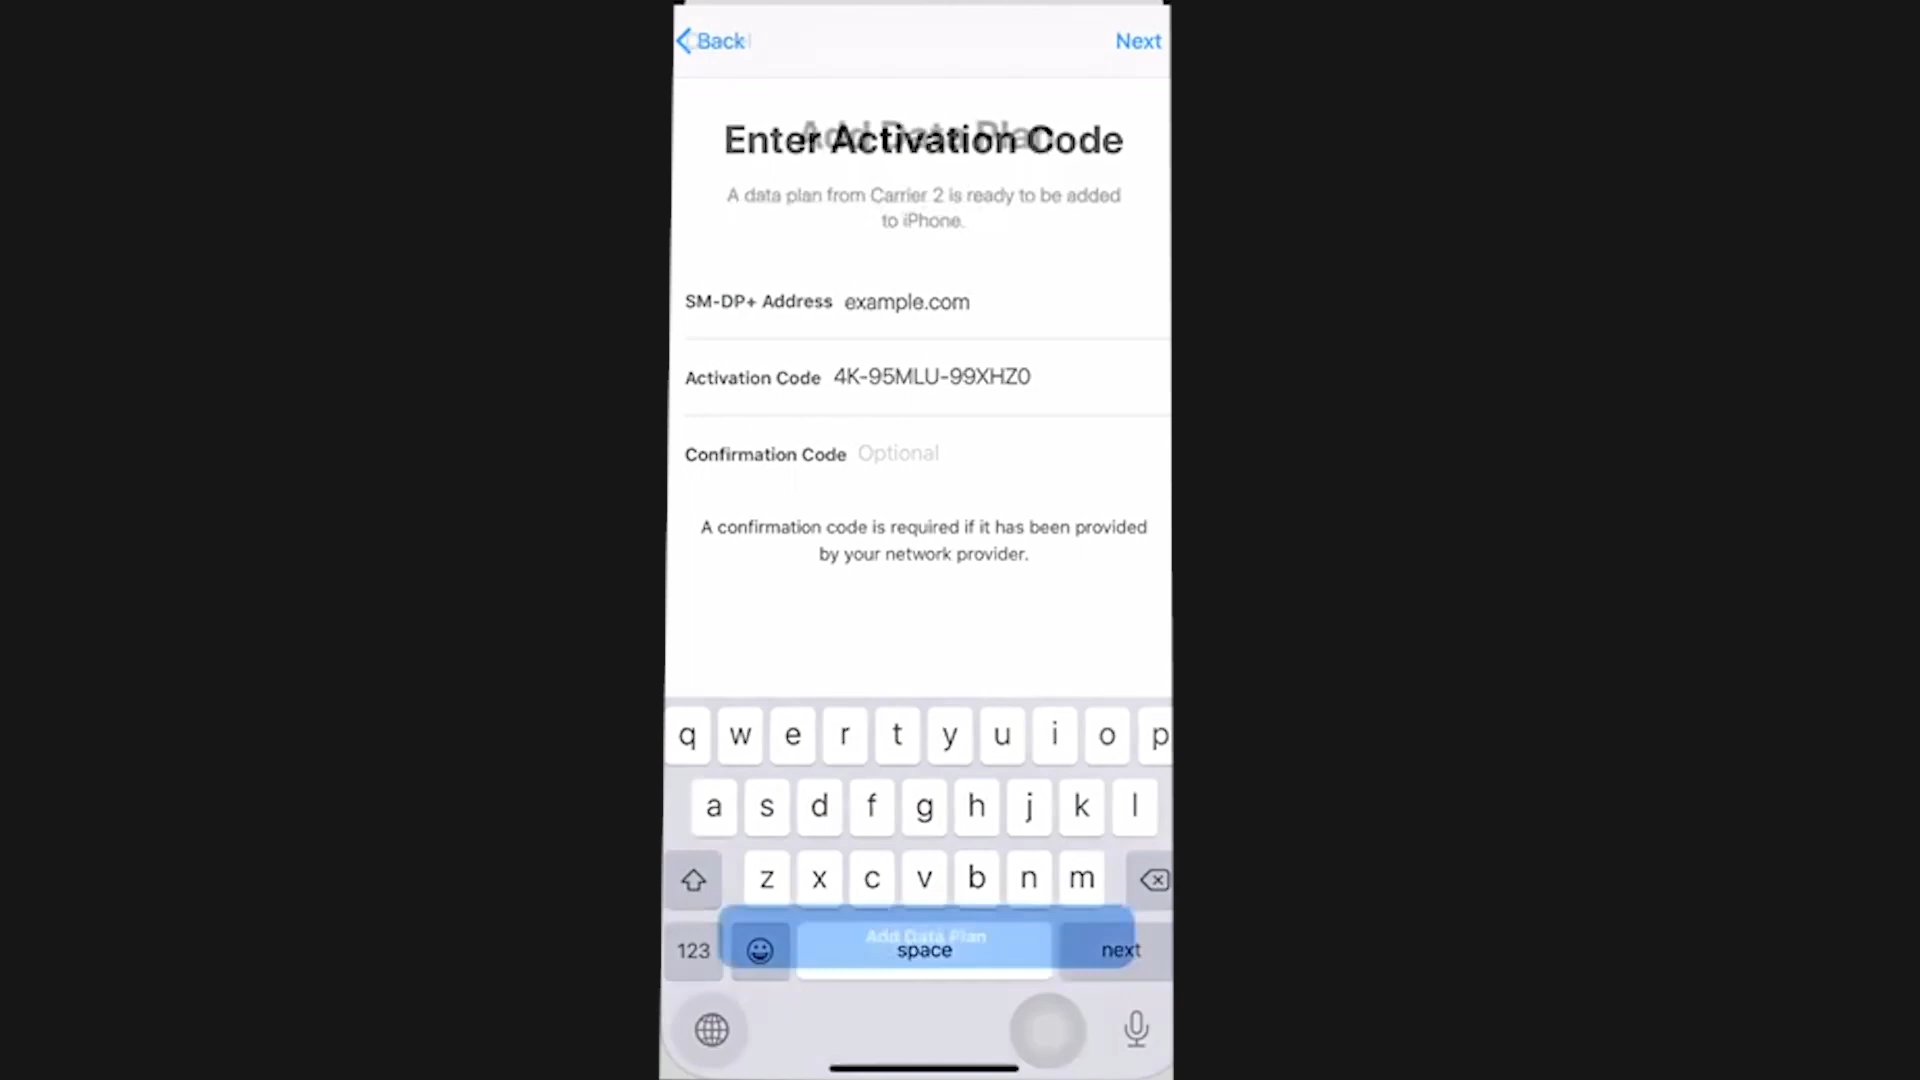 Back
Next
Add Data Plan
Enter Activation Code
A data plan from Carrier 2 is ready to be added
to iPhone.
SM-DP+ Address example.com
Activation Code 4K-95MLU-99XHZ0
Confirmation Code Optional
A confirmation code is required if it has been provided
by your network provider.
q w e r t y u i o p
a s d f g h j k l
z x c v b n m
Add Data Plan
123 space next